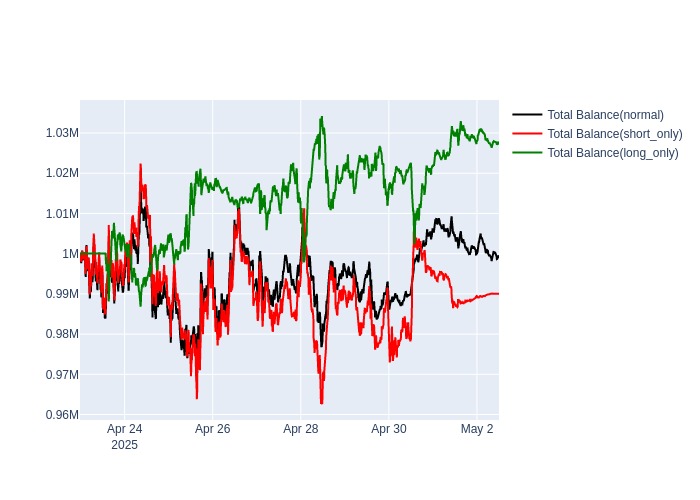 1.03M
1.02M
1.01M
1M
0.99M
0.98M
0.97M
0.96M
Apr 24
2025
Apr 26
Apr 28
Apr 30
May 2
Total Balance(normal)
Total Balance(short_only)
Total Balance(long_only)